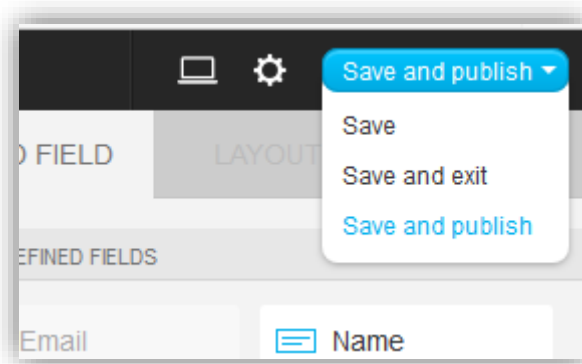 Save and publish
Save
Save and exit
Save and publish
D FIELD
LAYOUT
EFINED FIELDS
Email
Name